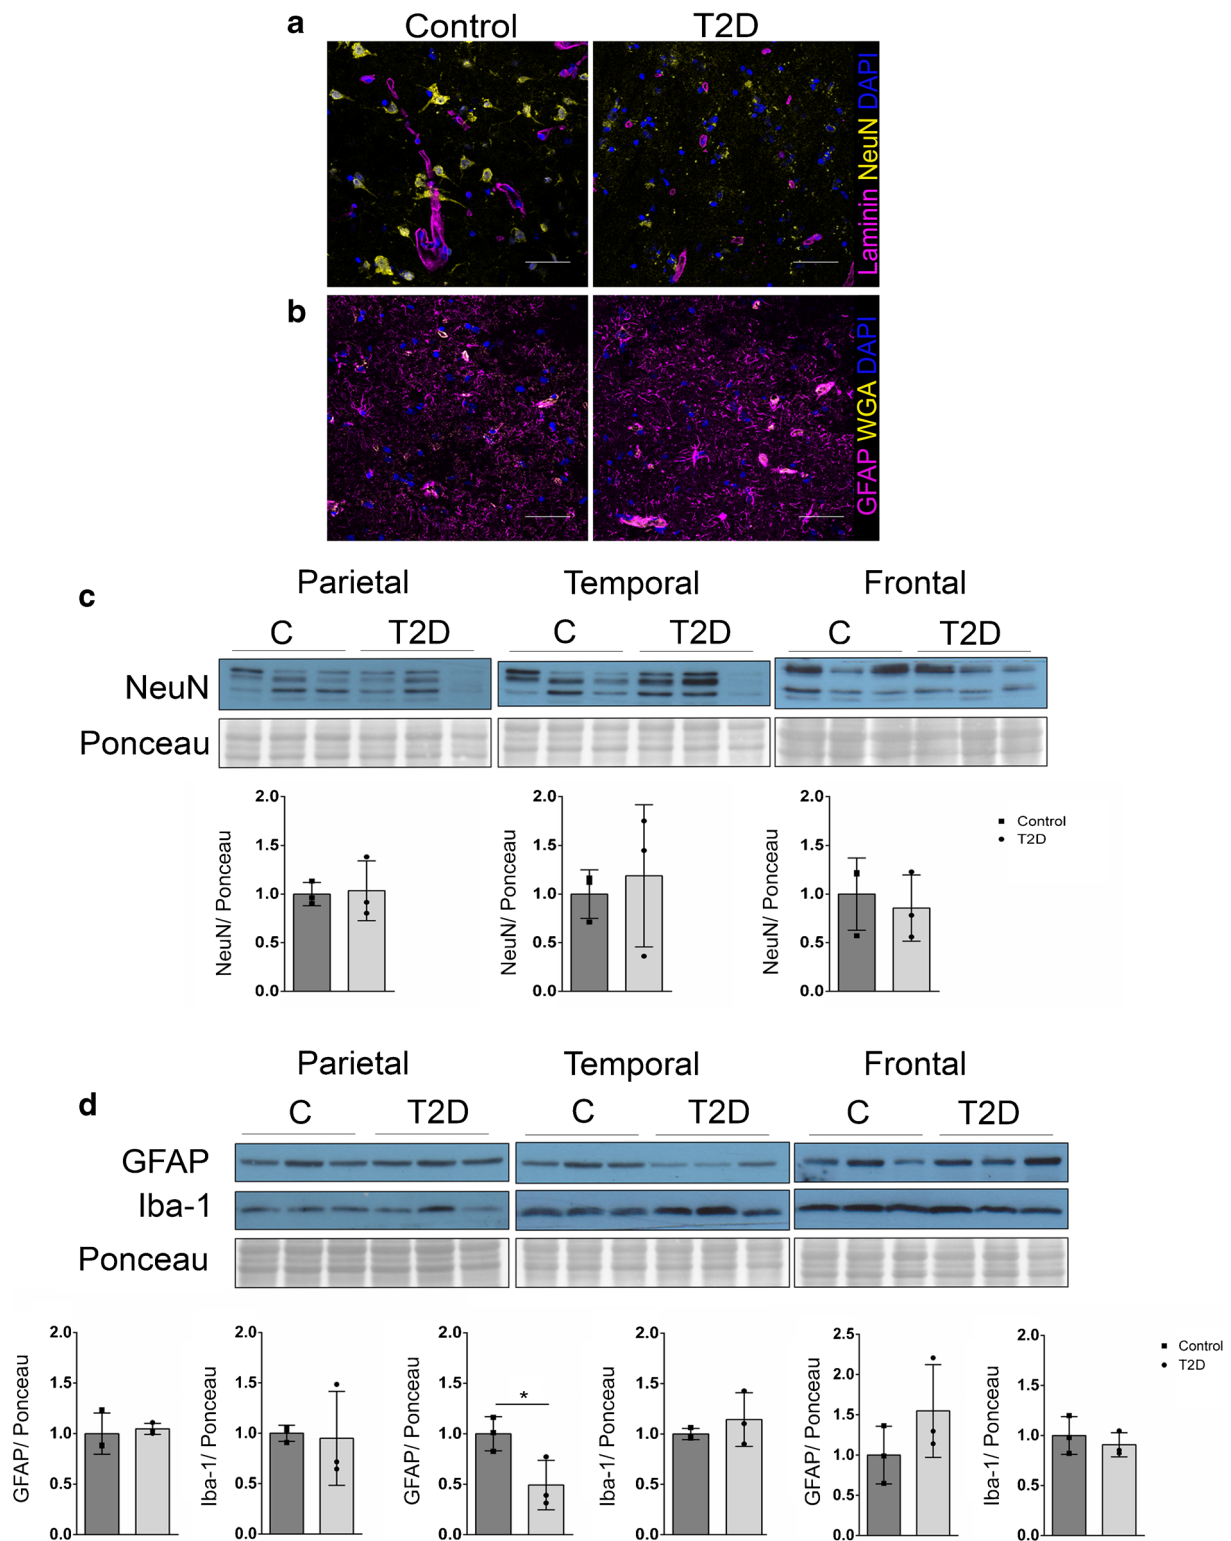 a
Control
T2D
Laminin NeuN DAPI
b
GFAP WGA DAPI
c
Parietal
Temporal
Frontal
C
T2D
C
T2D
C
T2D
NeuN
Ponceau
2.0
1.5
1.0
0.5
0.0
NeuN/ Ponceau
2.0
1.5
1.0
0.5
0.0
NeuN/ Ponceau
2.0
1.5
1.0
0.5
0.0
NeuN/ Ponceau
Control
T2D
d
Parietal
Temporal
Frontal
C
T2D
C
T2D
C
T2D
GFAP
Iba-1
Ponceau
2.0
1.5
1.0
0.5
0.0
GFAP/ Ponceau
2.0
1.5
1.0
0.5
0.0
Iba-1/ Ponceau
2.0
1.5
1.0
0.5
0.0
GFAP/ Ponceau
*
2.0
1.5
1.0
0.5
0.0
Iba-1/ Ponceau
2.5
2.0
1.5
1.0
0.5
0.0
GFAP/ Ponceau
2.0
1.5
1.0
0.5
0.0
Iba-1/ Ponceau
Control
T2D